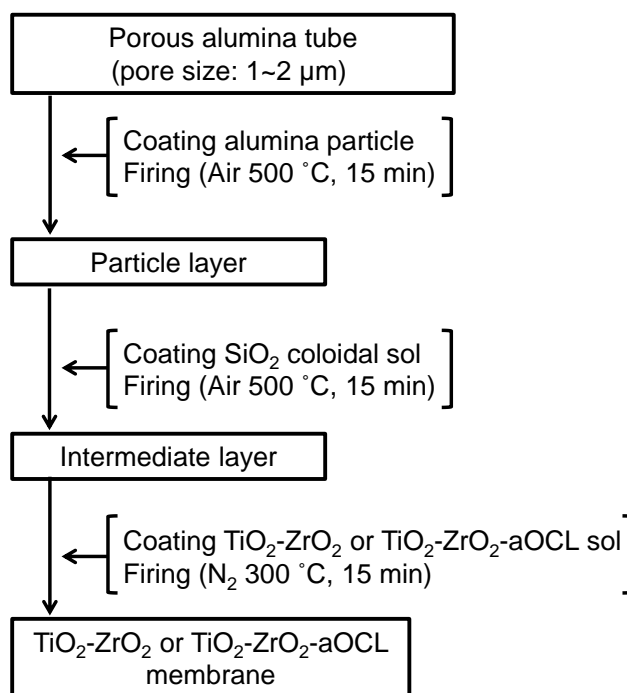 Porous alumina tube
(pore size: 1~2 μm)
Coating alumina particle
Firing (Air 500 ˚C, 15 min)
Particle layer
Coating SiO₂ coloidal sol
Firing (Air 500 ˚C, 15 min)
Intermediate layer
Coating TiO₂-ZrO₂ or TiO₂-ZrO₂-aOCL sol
Firing (N₂ 300 ˚C, 15 min)
TiO₂-ZrO₂ or TiO₂-ZrO₂-aOCL
membrane